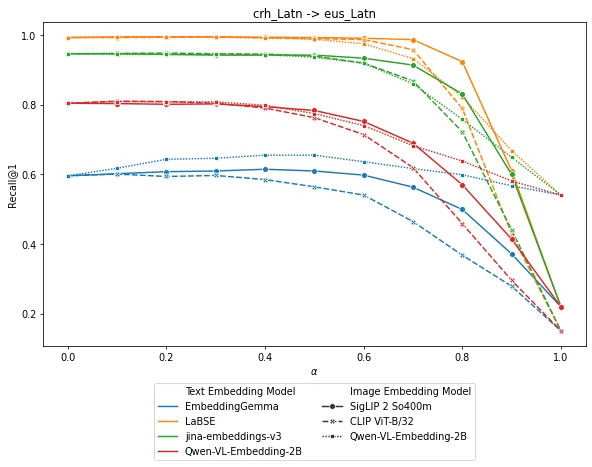 crh_Latn -> eus_Latn
Recall@1
1.0
0.8
0.6
0.4
0.2
0.0
0.2
0.4
0.6
0.8
1.0
α
Text Embedding Model
EmbeddingGemma
LaBSE
jina-embeddings-v3
Qwen-VL-Embedding-2B
Image Embedding Model
SigLIP 2 So400m
CLIP ViT-B/32
Qwen-VL-Embedding-2B